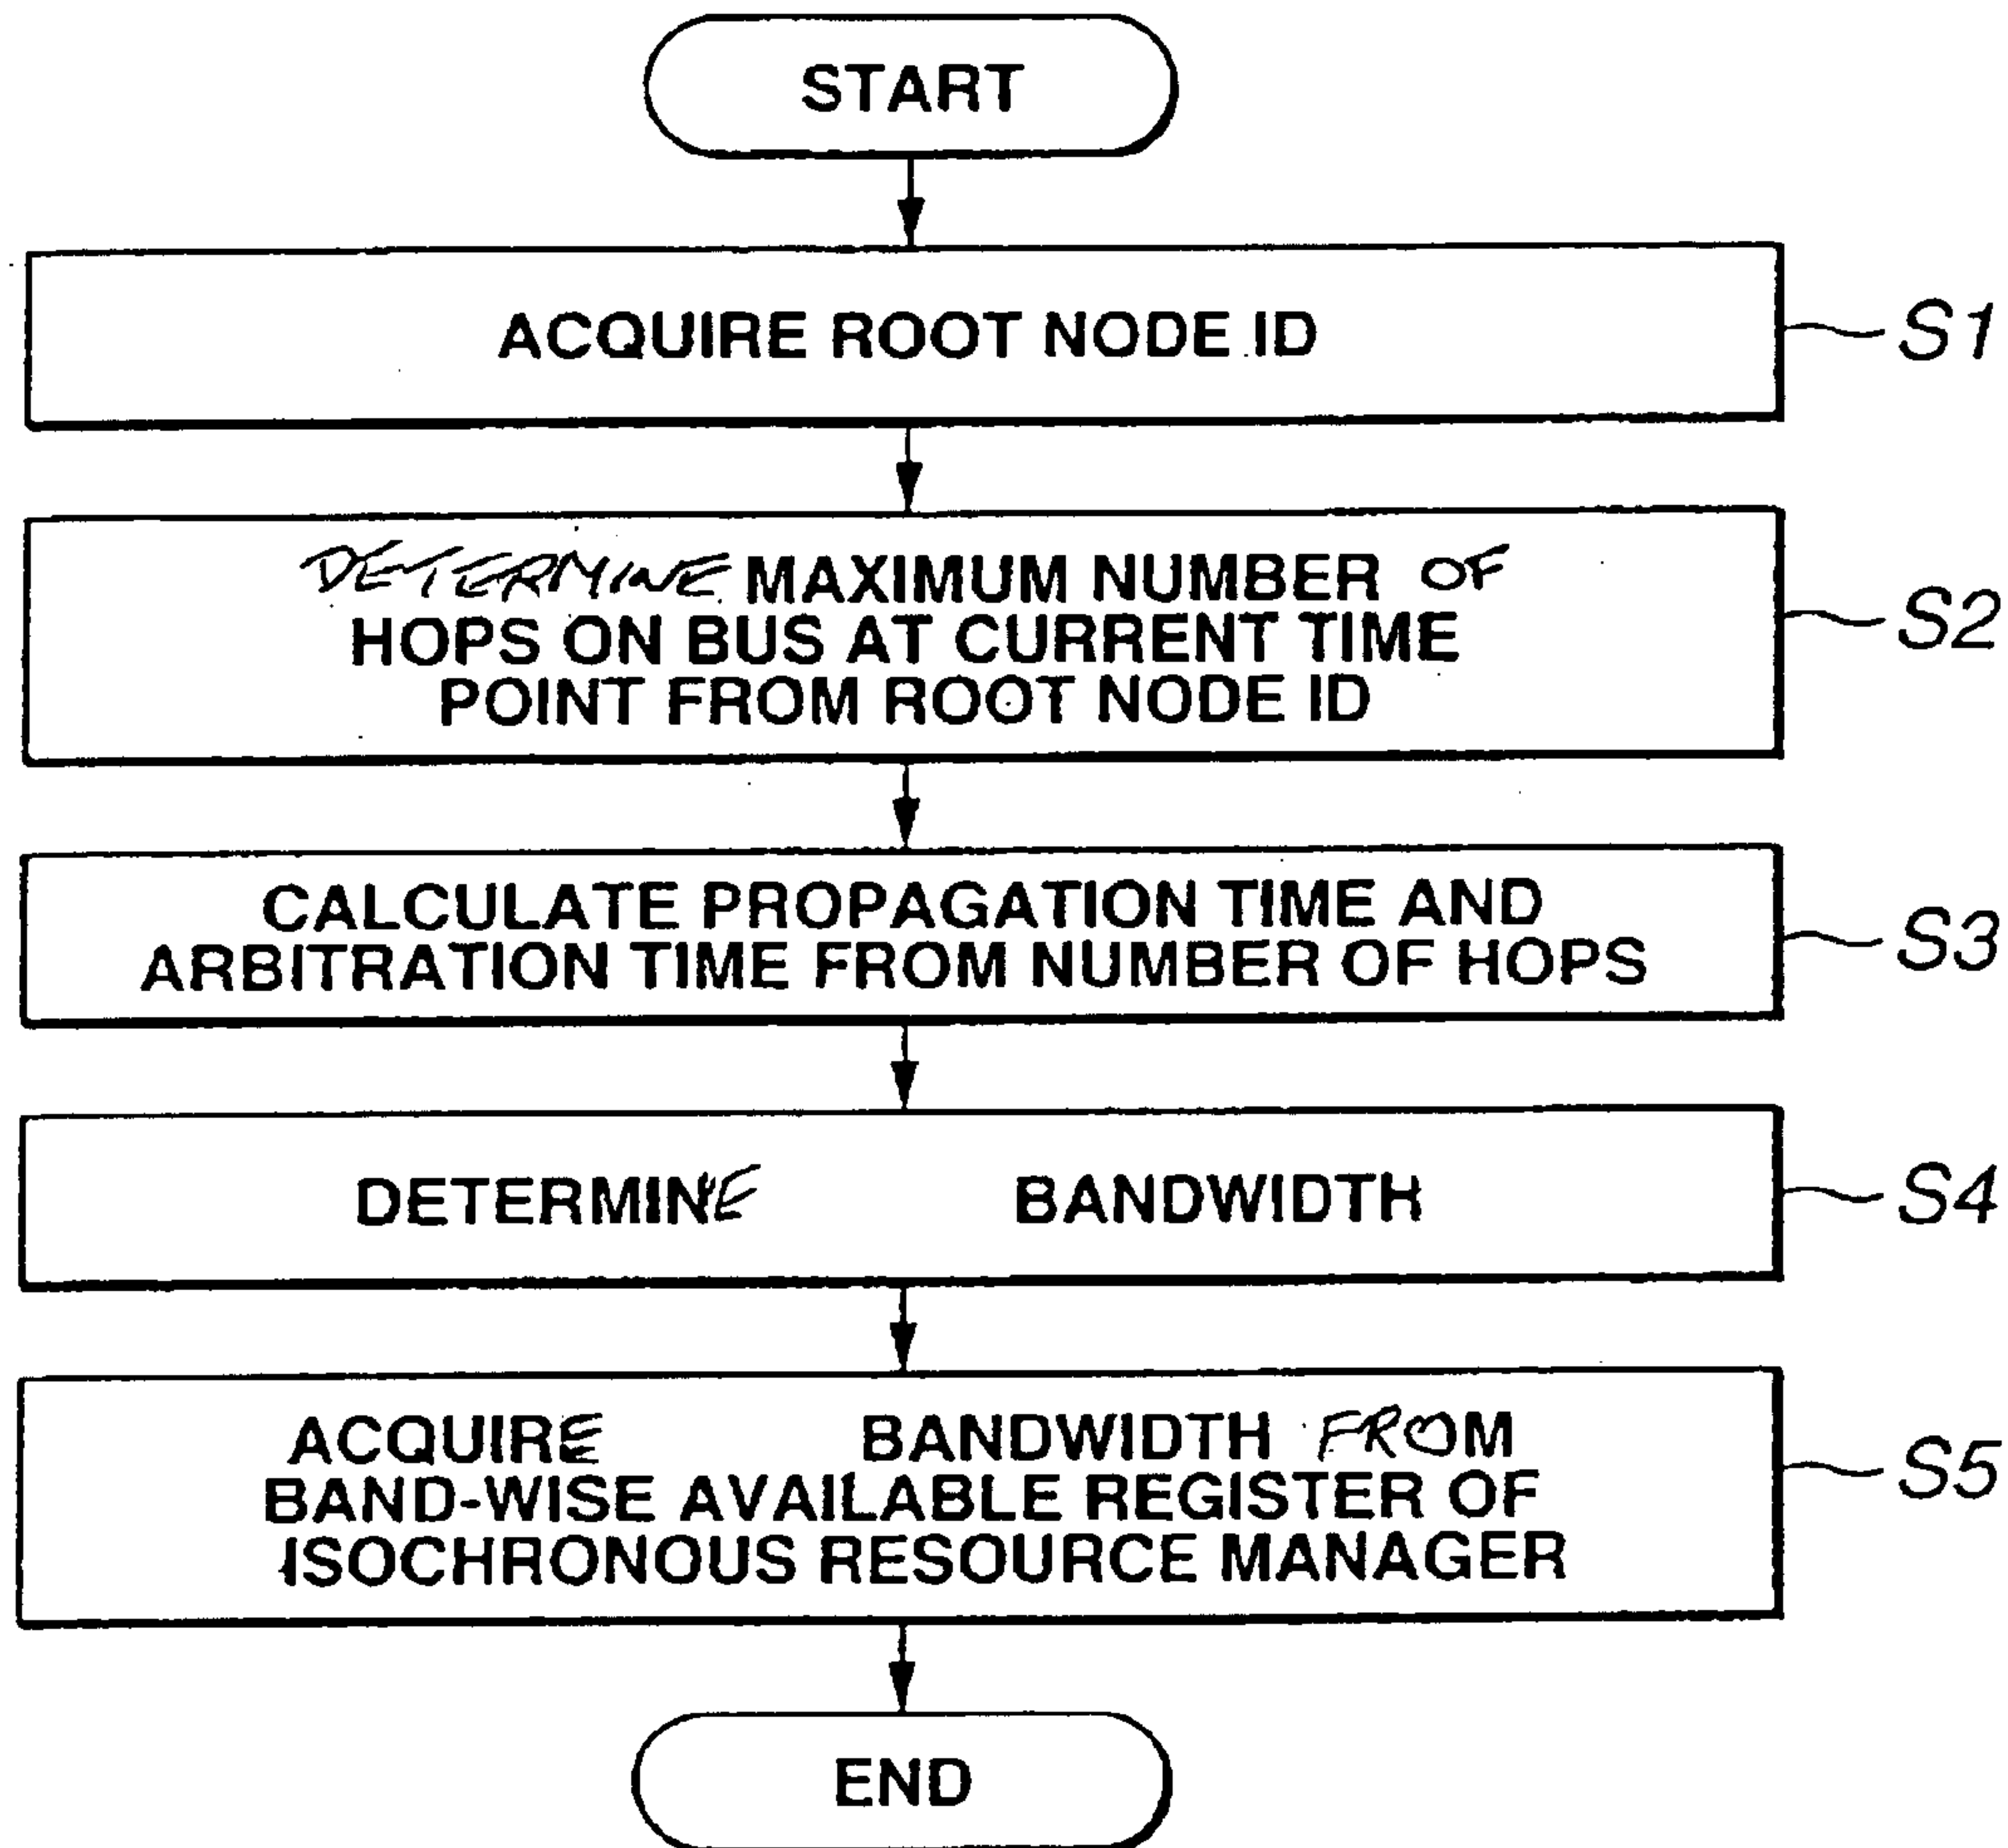 START
ACQUIRE ROOT NODE ID
S1
DETERMINE MAXIMUM NUMBER OF
HOPS ON BUS AT CURRENT TIME
POINT FROM ROOT NODE ID
S2
CALCULATE PROPAGATION TIME AND
ARBITRATION TIME FROM NUMBER OF HOPS
S3
DETERMINE BANDWIDTH
S4
ACQUIRE BANDWIDTH FROM
BAND-WISE AVAILABLE REGISTER OF
ISOCHRONOUS RESOURCE MANAGER
S5
END